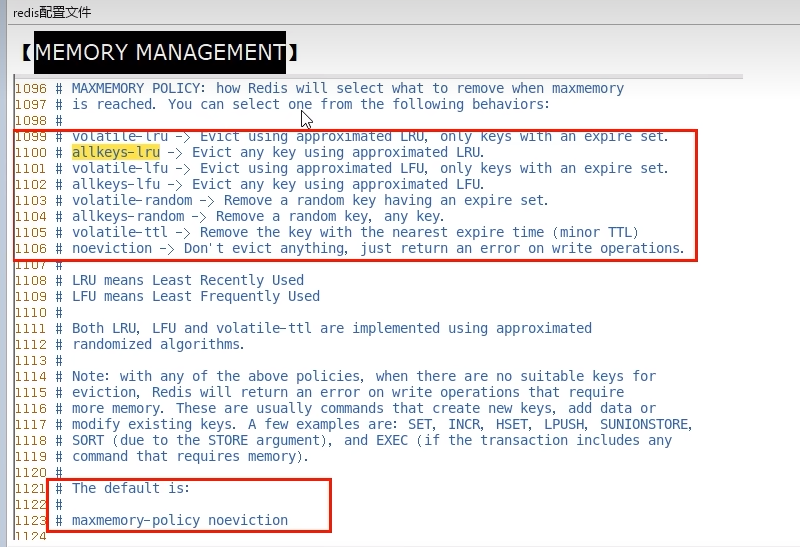 redis配置文件
【MEMORY MANAGEMENT】
1096 # MAXMEMORY POLICY: how Redis will select what to remove when maxmemory
1097 # is reached. You can select one from the following behaviors:
1098 #
1099 # volatile-lru -> Evict using approximated LRU, only keys with an expire set.
1100 # allkeys-lru -> Evict any key using approximated LRU.
1101 # volatile-lfu -> Evict using approximated LFU, only keys with an expire set.
1102 # allkeys-lfu -> Evict any key using approximated LFU.
1103 # volatile-random -> Remove a random key having an expire set.
1104 # allkeys-random -> Remove a random key, any key.
1105 # volatile-ttl -> Remove the key with the nearest expire time (minor TTL)
1106 # noeviction -> Don't evict anything, just return an error on write operations.
1107 #
1108 # LRU means Least Recently Used
1109 # LFU means Least Frequently Used
1110 #
1111 # Both LRU, LFU and volatile-ttl are implemented using approximated
1112 # randomized algorithms.
1113 #
1114 # Note: with any of the above policies, when there are no suitable keys for
1115 # eviction, Redis will return an error on write operations that require
1116 # more memory. These are usually commands that create new keys, add data or
1117 # modify existing keys. A few examples are: SET, INCR, HSET, LPUSH, SUNIONSTORE,
1118 # SORT (due to the STORE argument), and EXEC (if the transaction includes any
1119 # command that requires memory).
1120 #
1121 # The default is:
1122 #
1123 # maxmemory-policy noeviction
1124